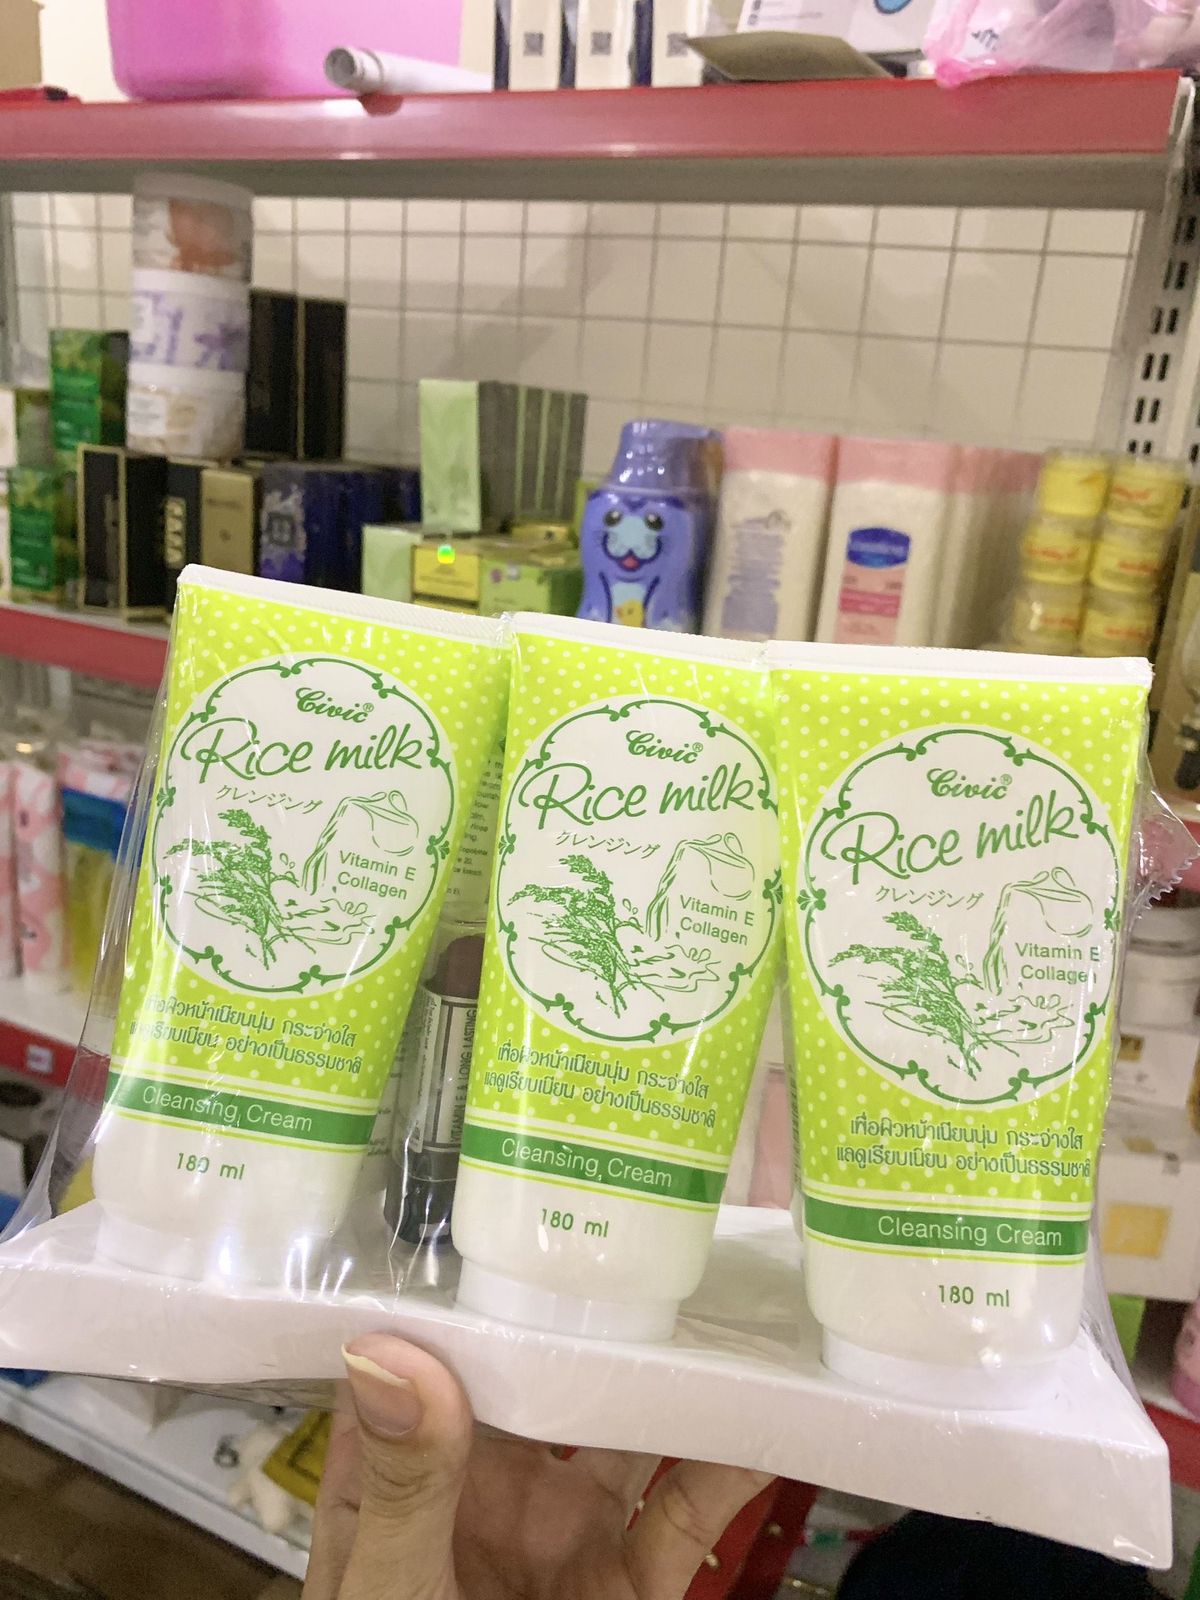 Civic®
Rice milk
クレンジング
Vitamin E
Collagen
เพื่อผิวหน้าเนียนนุ่ม กระจ่างใส
แลดูเรียบเนียน อย่างเป็นธรรมชาติ
Cleansing Cream
180 ml
Civic®
Rice milk
クレンジング
Vitamin E
Collagen
เพื่อผิวหน้าเนียนนุ่ม กระจ่างใส
แลดูเรียบเนียน อย่างเป็นธรรมชาติ
Cleansing Cream
180 ml
Civic®
Rice milk
クレンジング
Vitamin E
Collagen
เพื่อผิวหน้าเนียนนุ่ม กระจ่างใส
แลดูเรียบเนียน อย่างเป็นธรรมชาติ
Cleansing Cream
180 ml
LONG LASTING
Vaseline